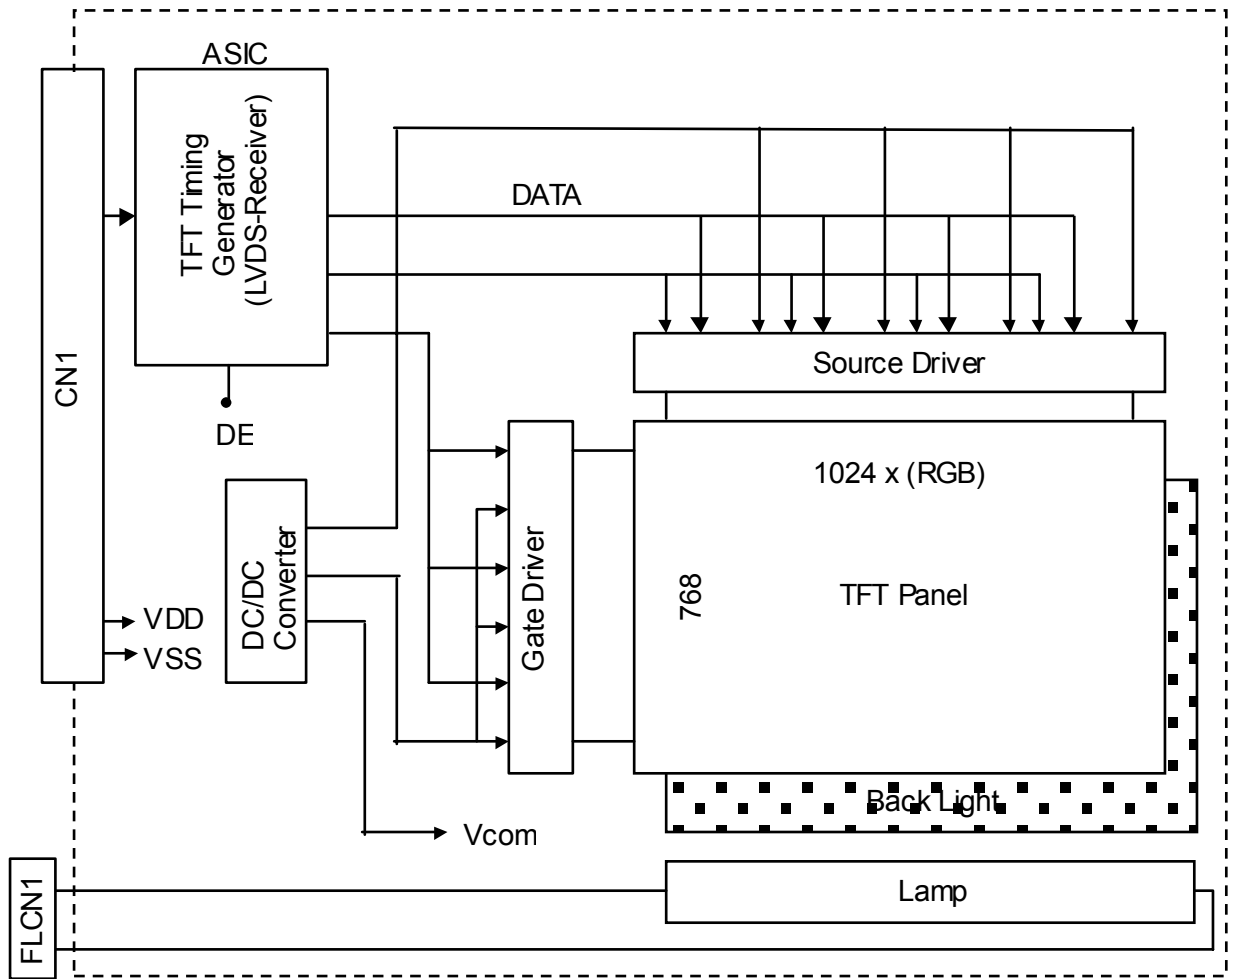 ASIC
TFT Timing
Generator
(LVDS-Receiver)
DATA
CN1
Source Driver
DE
1024 x (RGB)
Gate Driver
DC/DC
Converter
768
TFT Panel
VDD
VSS
Back Light
Vcom
Lamp
FLCN1